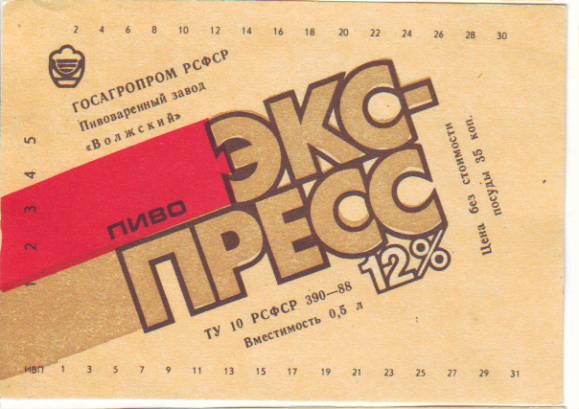 2 4 6 8 10 12 14 16 18 20 22 24 26 28 30
ГОСАГРОПРОМ РСФСР
Пивоваренный завод
«Волжский»
1 2 3 4 5
ПИВО
ЭКС-
ПРЕСС
12%
Цена без стоимости
посуды 35 коп.
ТУ 10 РСФСР 390—88
Вместимость 0,5 л
НВП 1 3 5 7 9 11 13 15 17 19 21 23 25 27 29 31